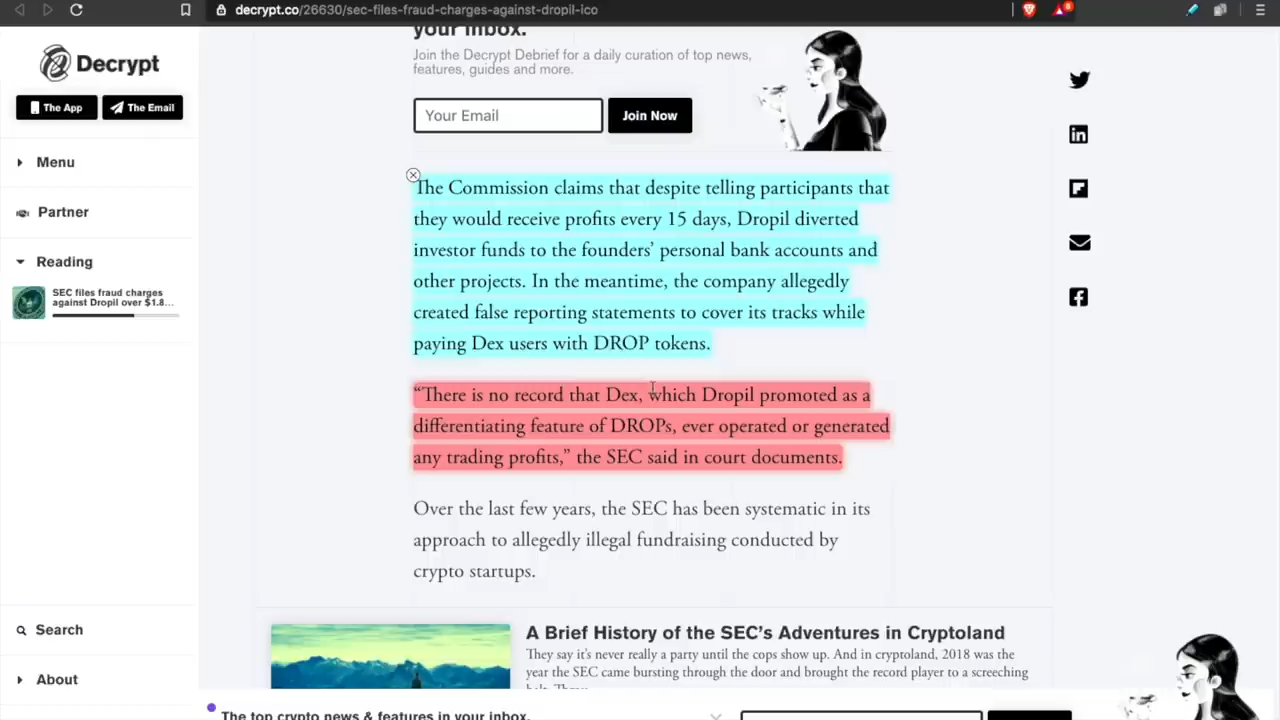 decrypt.co/26630/sec-files-fraud-charges-against-dropil-ico
8
Decrypt
The App
The Email
Menu
Partner
Reading
SEC files fraud charges
against Dropil over $1.8...
Search
About
your inbox.
Join the Decrypt Debrief for a daily curation of top news,
features, guides and more.
Your Email
Join Now
The Commission claims that despite telling participants that
they would receive profits every 15 days, Dropil diverted
investor funds to the founders’ personal bank accounts and
other projects. In the meantime, the company allegedly
created false reporting statements to cover its tracks while
paying Dex users with DROP tokens.
“There is no record that Dex, which Dropil promoted as a
differentiating feature of DROPs, ever operated or generated
any trading profits,” the SEC said in court documents.
Over the last few years, the SEC has been systematic in its
approach to allegedly illegal fundraising conducted by
crypto startups.
A Brief History of the SEC’s Adventures in Cryptoland
They say it’s never really a party until the cops show up. And in cryptoland, 2018 was the
year the SEC came bursting through the door and brought the record player to a screeching
The top crypto news & features in your inbox.